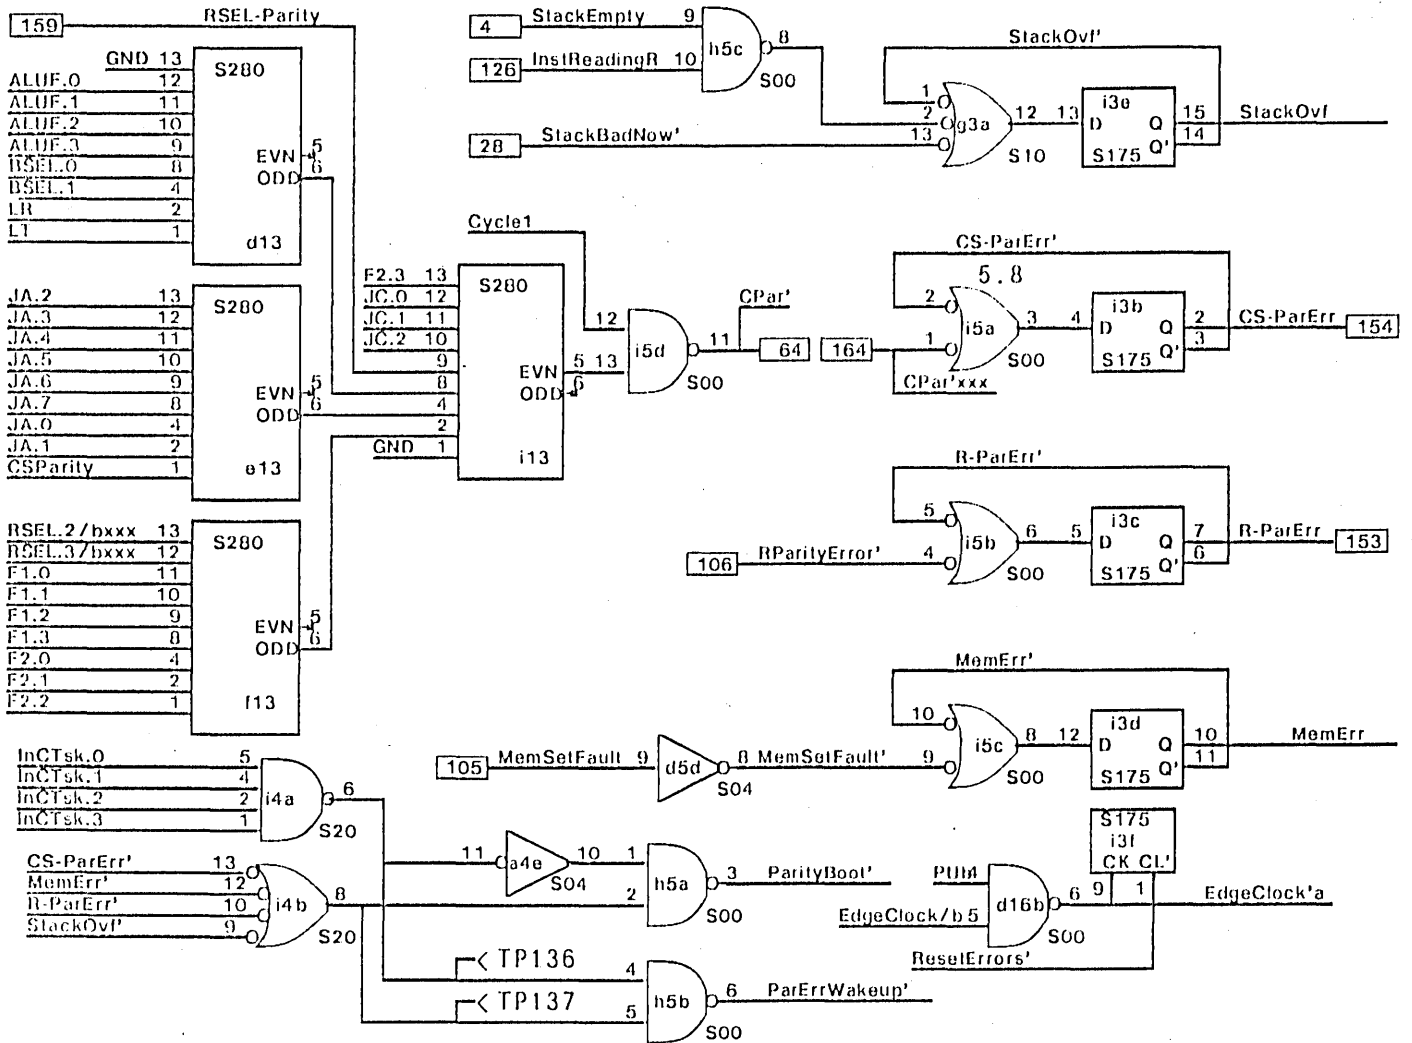 159 RSEL-Parity
GND 13
ALUF.0 12
ALUF.1 11
ALUF.2 10
ALUF.3 9
BSEL.0 8
BSEL.1 4
LR 2
LT 1
S280
EVN 5
ODD 6
d13
JA.2 13
JA.3 12
JA.4 11
JA.5 10
JA.6 9
JA.7 8
JA.0 4
JA.1 2
CSParity 1
S280
EVN 5
ODD 6
e13
RSEL.2/bxxx 13
RSEL.3/bxxx 12
F1.0 11
F1.1 10
F1.2 9
F1.3 8
F2.0 4
F2.1 2
F2.2 1
S280
EVN 5
ODD 6
f13
F2.3 13
JC.0 12
JC.1 11
JC.2 10
9
8
4
2
GND 1
S280
EVN 5
ODD 6
i13
Cycle1
12
13
i5d
11
S00
CPar'
64
4 StackEmpty 9
126 InstReadingR 10
h5c
8
S00
28 StackBadNow'
StackOvf'
1
2
13
g3a
12
S10
13
i3e
D Q 15
Q' 14
S175
StackOvf
CS-ParErr'
5.8
164
CPar'xxx
2
1
i5a
3
S00
4
i3b
D Q 2
Q' 3
S175
CS-ParErr 154
R-ParErr'
106 RParityError'
5
4
i5b
6
S00
5
i3c
D Q 7
Q' 6
S175
R-ParErr 153
MemErr'
105 MemSetFault 9
d5d
8 MemSetFault'
S04
10
9
i5c
8
S00
12
i3d
D Q 10
Q' 11
S175
MemErr
InCTsk.0 5
InCTsk.1 4
InCTsk.2 2
InCTsk.3 1
i4a
6
S20
CS-ParErr' 13
MemErr' 12
R-ParErr' 10
StackOvf' 9
i4b
8
S20
11
a4e
10
S04
1
2
h5a
3 ParityBoot'
S00
TP136
4
TP137
5
h5b
6 ParErrWakeup'
S00
EdgeClock/b 5
d16b
6
S00
S175
i3f
CK CL'
9 1
EdgeClock'a
ResetErrors'